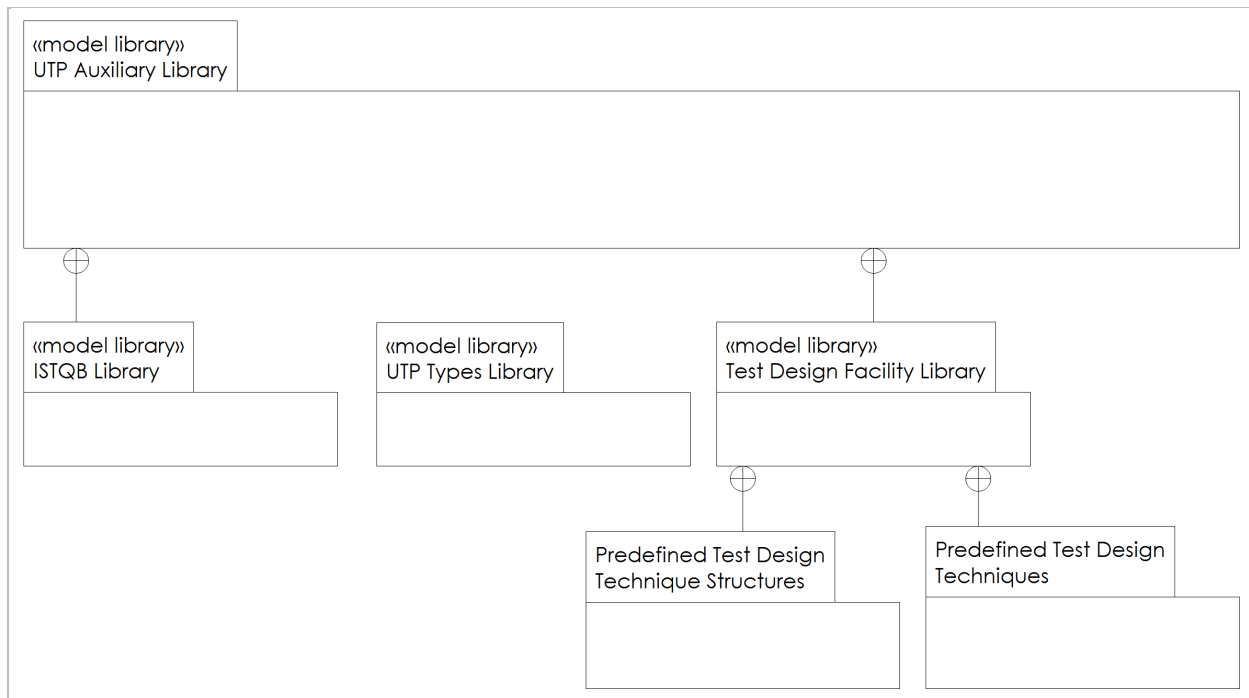 «model library»
UTP Auxiliary Library
«model library»
ISTQB Library
«model library»
UTP Types Library
«model library»
Test Design Facility Library
Predefined Test Design
Technique Structures
Predefined Test Design
Techniques